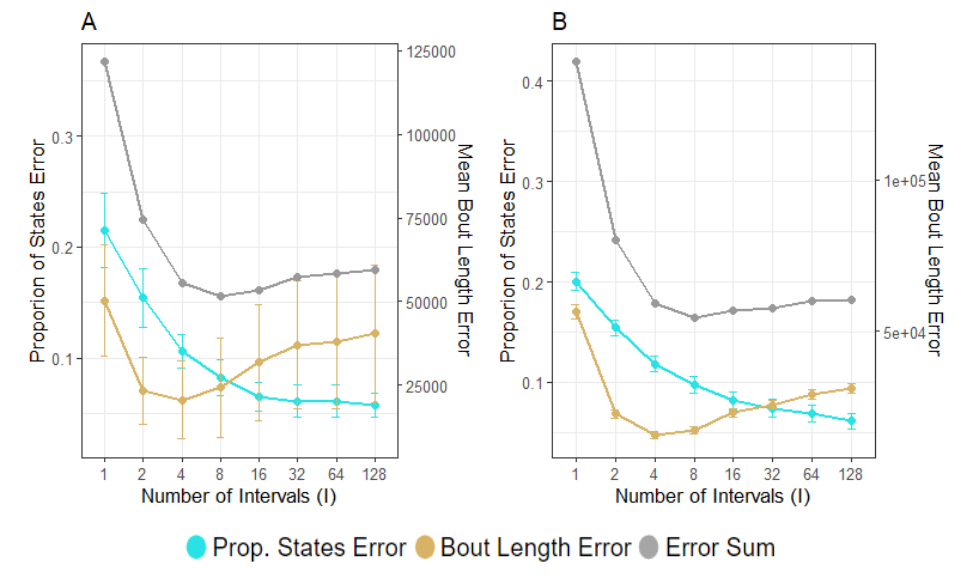 A
Proporion of States Error
0.3
0.2
0.1
125000
100000
75000
50000
25000
Mean Bout Length Error
1 2 4 8 16 32 64 128
Number of Intervals (I)
B
Proporion of States Error
0.4
0.3
0.2
0.1
1e+05
5e+04
Mean Bout Length Error
1 2 4 8 16 32 64 128
Number of Intervals (I)
Prop. States Error Bout Length Error Error Sum